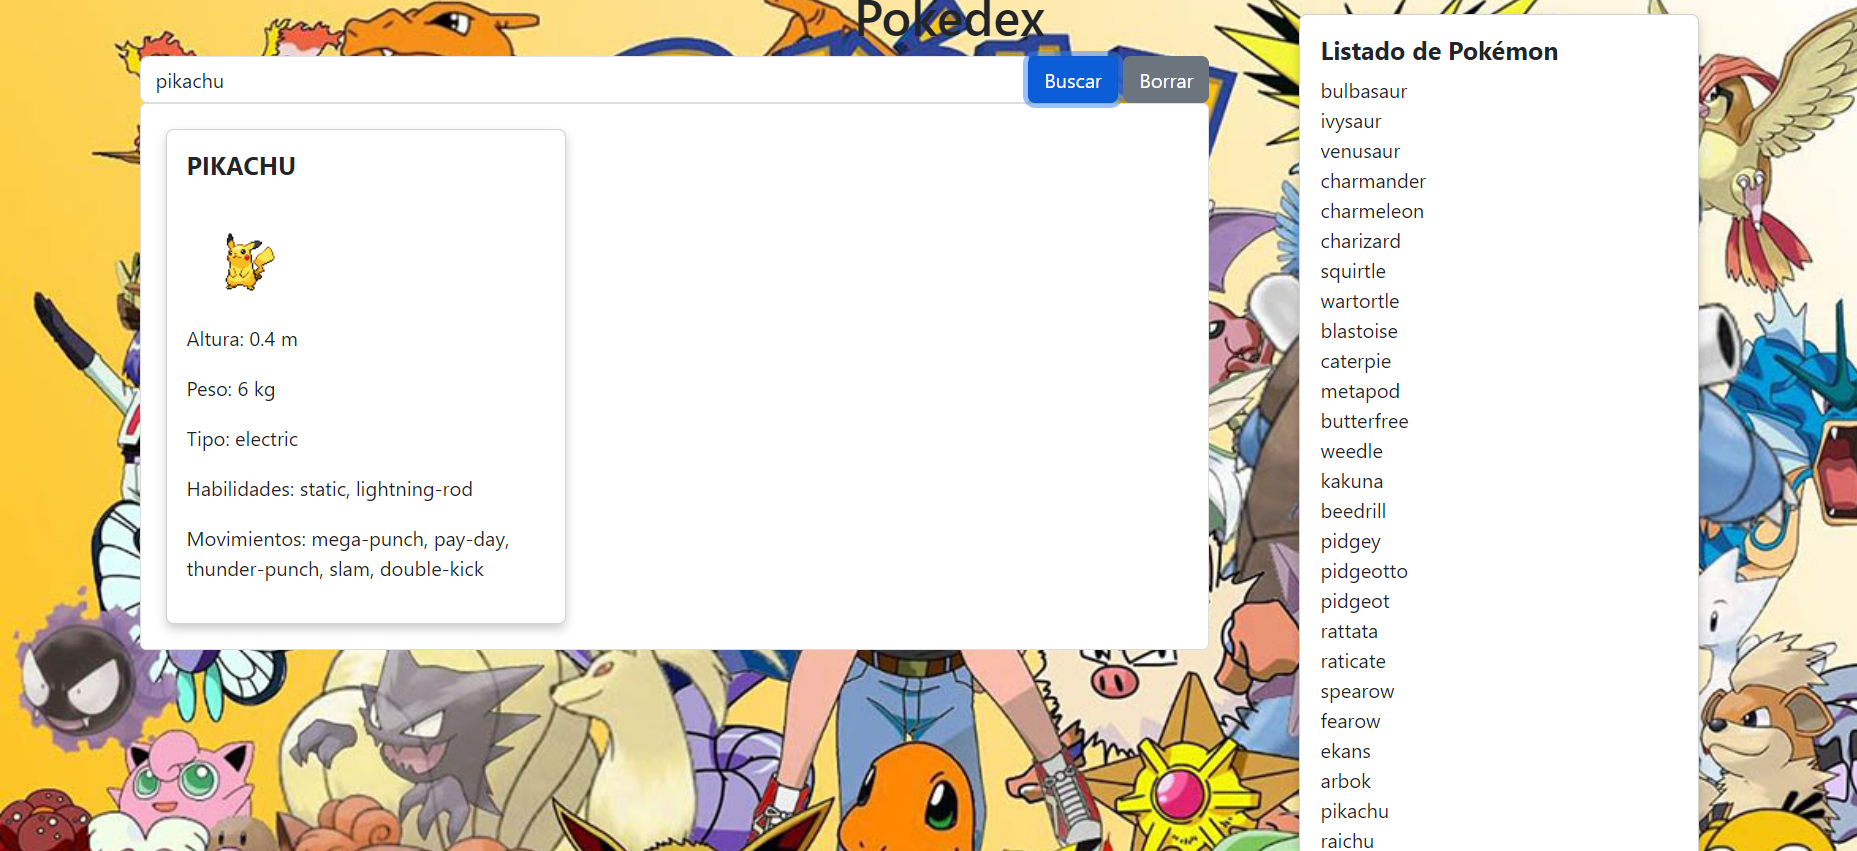 Pokedex
pikachu
Buscar
Borrar
PIKACHU
Altura: 0.4 m
Peso: 6 kg
Tipo: electric
Habilidades: static, lightning-rod
Movimientos: mega-punch, pay-day,
thunder-punch, slam, double-kick
Listado de Pokémon
bulbasaur
ivysaur
venusaur
charmander
charmeleon
charizard
squirtle
wartortle
blastoise
caterpie
metapod
butterfree
weedle
kakuna
beedrill
pidgey
pidgeotto
pidgeot
rattata
raticate
spearow
fearow
ekans
arbok
pikachu
raichu